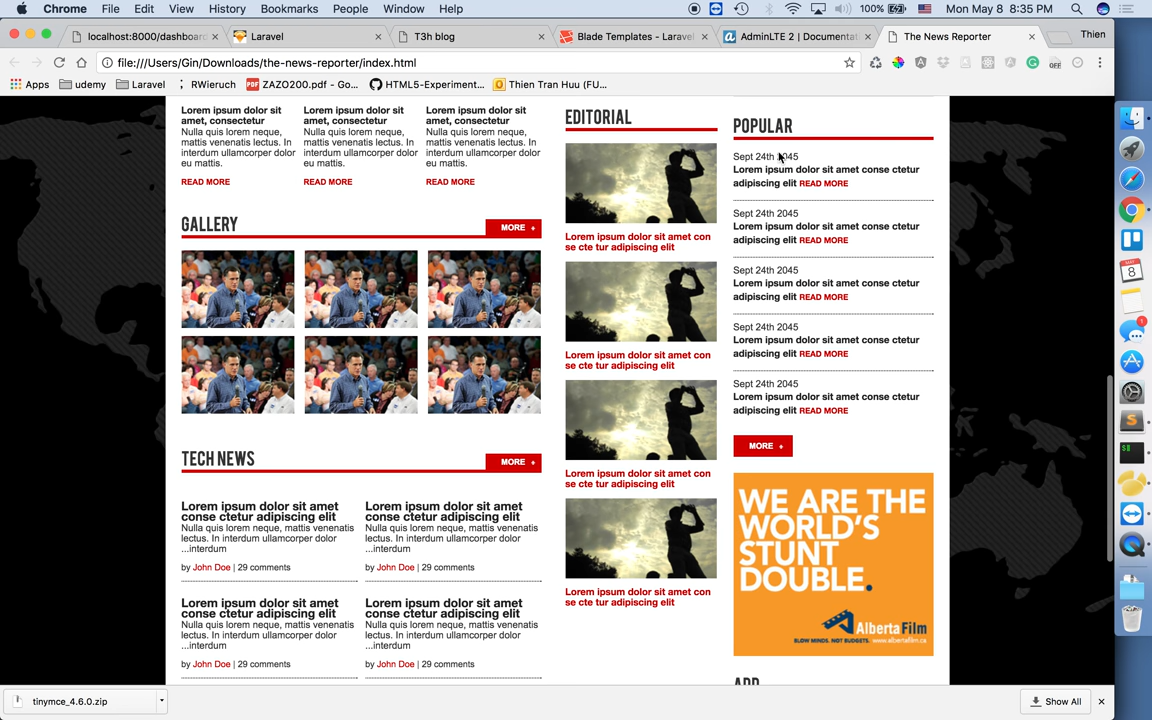 Chrome File Edit View History Bookmarks People Window Help 100% Mon May 8 8:35 PM
localhost:8000/dashboard
Laravel
T3h blog
Blade Templates - Laravel
AdminLTE 2 | Documentati
The News Reporter
Thien
file:///Users/Gin/Downloads/the-news-reporter/index.html
Apps udemy Laravel RWieruch ZAZO200.pdf - Go... HTML5-Experiment... Thien Tran Huu (FU...
Lorem ipsum dolor sit
amet, consectetur
Nulla quis lorem neque,
mattis venenatis lectus. In
interdum ullamcorper dolor
eu mattis.
READ MORE
Lorem ipsum dolor sit
amet, consectetur
Nulla quis lorem neque,
mattis venenatis lectus. In
interdum ullamcorper dolor
eu mattis.
READ MORE
Lorem ipsum dolor sit
amet, consectetur
Nulla quis lorem neque,
mattis venenatis lectus. In
interdum ullamcorper dolor
eu mattis.
READ MORE
GALLERY
MORE +
TECH NEWS
MORE +
Lorem ipsum dolor sit amet
conse ctetur adipiscing elit
Nulla quis lorem neque, mattis venenatis
lectus. In interdum ullamcorper dolor
...interdum
by John Doe | 29 comments
Lorem ipsum dolor sit amet
conse ctetur adipiscing elit
Nulla quis lorem neque, mattis venenatis
lectus. In interdum ullamcorper dolor
...interdum
by John Doe | 29 comments
Lorem ipsum dolor sit amet
conse ctetur adipiscing elit
Nulla quis lorem neque, mattis venenatis
lectus. In interdum ullamcorper dolor
...interdum
by John Doe | 29 comments
Lorem ipsum dolor sit amet
conse ctetur adipiscing elit
Nulla quis lorem neque, mattis venenatis
lectus. In interdum ullamcorper dolor
...interdum
by John Doe | 29 comments
EDITORIAL
Lorem ipsum dolor sit amet con
se cte tur adipiscing elit
Lorem ipsum dolor sit amet con
se cte tur adipiscing elit
Lorem ipsum dolor sit amet con
se cte tur adipiscing elit
Lorem ipsum dolor sit amet con
se cte tur adipiscing elit
POPULAR
Sept 24th 2045
Lorem ipsum dolor sit amet conse ctetur
adipiscing elit READ MORE
Sept 24th 2045
Lorem ipsum dolor sit amet conse ctetur
adipiscing elit READ MORE
Sept 24th 2045
Lorem ipsum dolor sit amet conse ctetur
adipiscing elit READ MORE
Sept 24th 2045
Lorem ipsum dolor sit amet conse ctetur
adipiscing elit READ MORE
Sept 24th 2045
Lorem ipsum dolor sit amet conse ctetur
adipiscing elit READ MORE
MORE +
WE ARE THE
WORLD'S
STUNT
DOUBLE.
Alberta Film
BLOW MINDS. NOT BUDGETS. www.albertafilm.ca
tinymce_4.6.0.zip
Show All